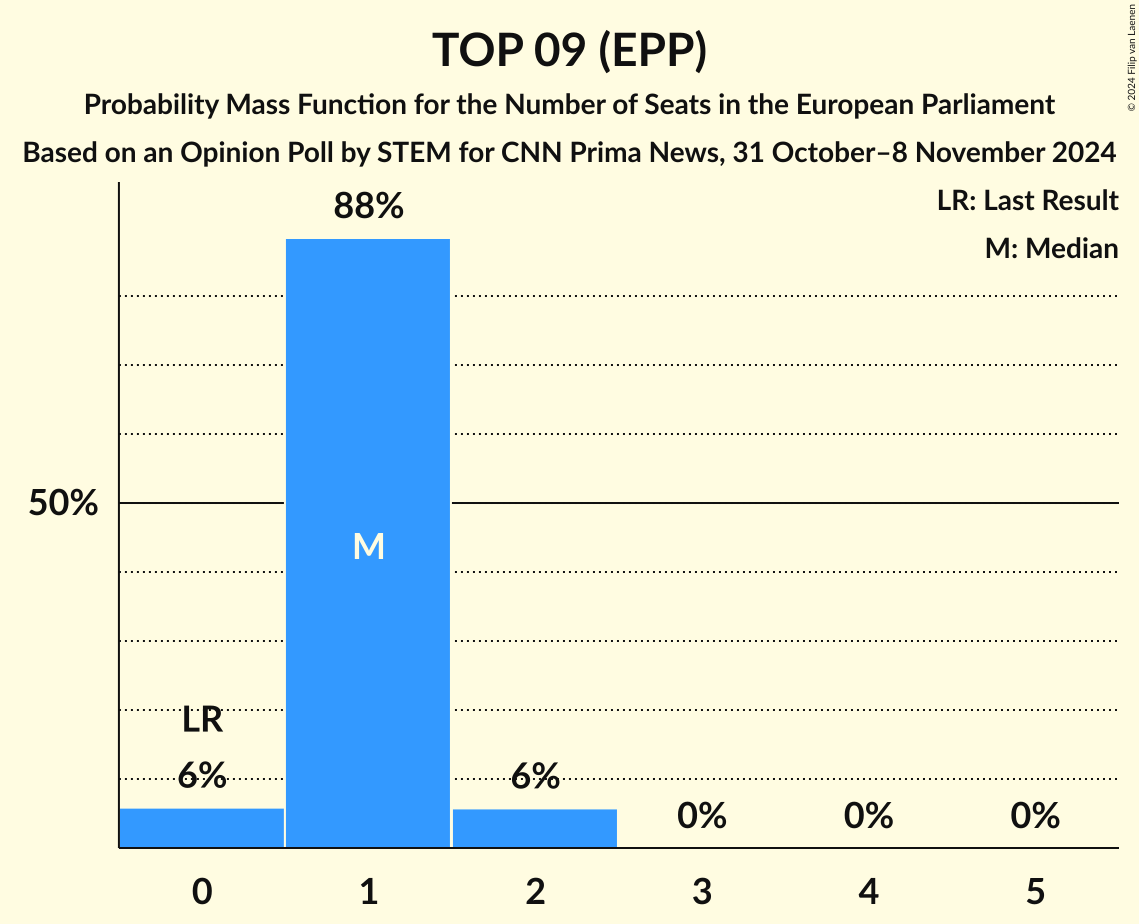 TOP 09 (EPP)
Probability Mass Function for the Number of Seats in the European Parliament
Based on an Opinion Poll by STEM for CNN Prima News, 31 October–8 November 2024
© 2024 Filip van Laenen
LR: Last Result
M: Median
88%
50%
M
LR
6%
6%
0%
0%
0%
0
1
2
3
4
5